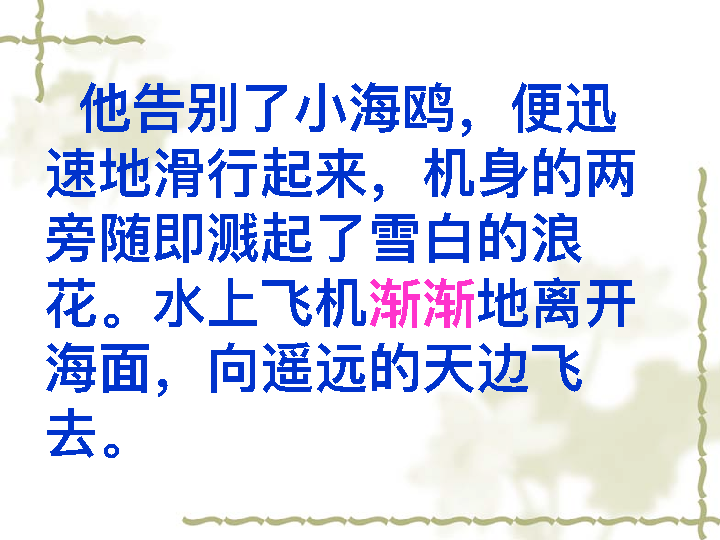 他告别了小海鸥，便迅
速地滑行起来，机身的两
旁随即溅起了雪白的浪
花。水上飞机渐渐地离开
海面，向遥远的天边飞
去。